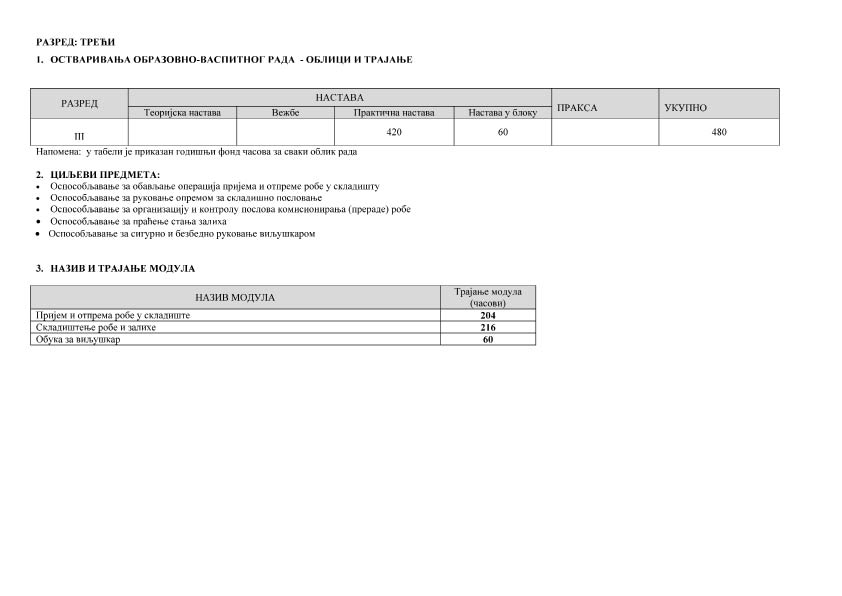 РАЗРЕД: ТРЕЋИ
1. ОСТВАРИВАЊА ОБРАЗОВНО-ВАСПИТНОГ РАДА - ОБЛИЦИ И ТРАЈАЊЕ
РАЗРЕД НАСТАВА ПРАКСА УКУПНО
Теоријска настава Вежбе Практична настава Настава у блоку
III 420 60 480
Напомена: у табели је приказан годишњи фонд часова за сваки облик рада
2. ЦИЉЕВИ ПРЕДМЕТА:
• Оспособљавање за обављање операција пријема и отпреме робе у складишту
• Оспособљавање за руковање опремом за складишно пословање
• Оспособљавање за организацију и контролу послова комисионирања (прераде) робе
• Оспособљавање за праћење стања залиха
• Оспособљавање за сигурно и безбедно руковање виљушкаром
3. НАЗИВ И ТРАЈАЊЕ МОДУЛА
НАЗИВ МОДУЛА Трајање модула
(часови)
Пријем и отпрема робе у складиште 204
Складиштење робе и залихе 216
Обука за виљушкар 60